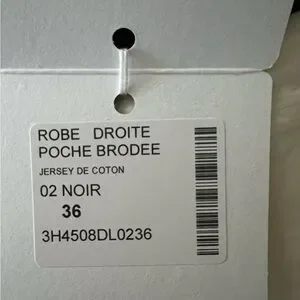 ROBE DROITE
POCHE BRODEE
JERSEY DE COTON
02 NOIR
36
3H4508DL0236